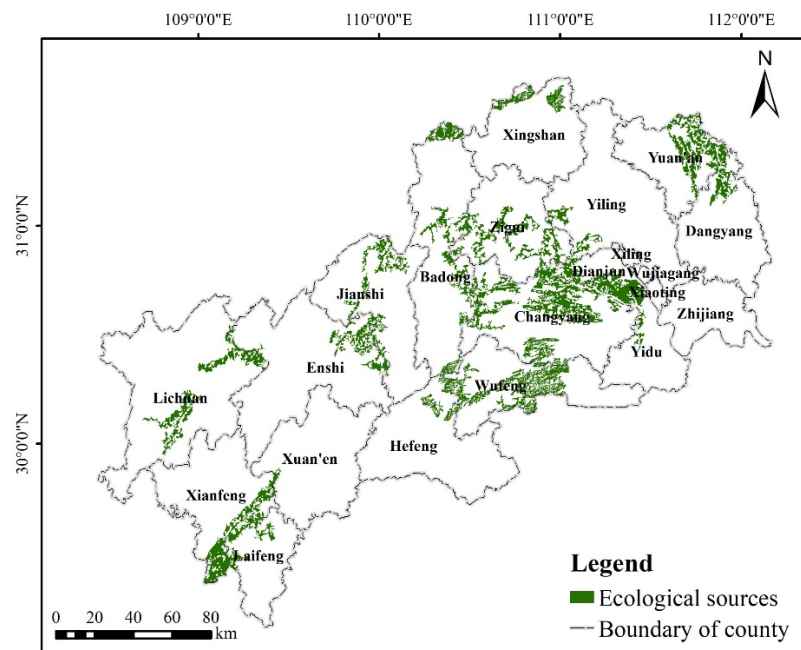 109°0'0"E 110°0'0"E 111°0'0"E 112°0'0"E
N
Xingshan
Yuan'an
31°0'0"N
Yiling
Zigui
Dangyang
Xiling
Badong
Dianjun
Wujiagang
Jianshi
Xiaoting
Changyang
Zhijiang
Yidu
Enshi
Wufeng
Lichuan
30°0'0"N
Hefeng
Xuan'en
Xianfeng
Laifeng
Legend
Ecological sources
Boundary of county
0 20 40 60 80
km